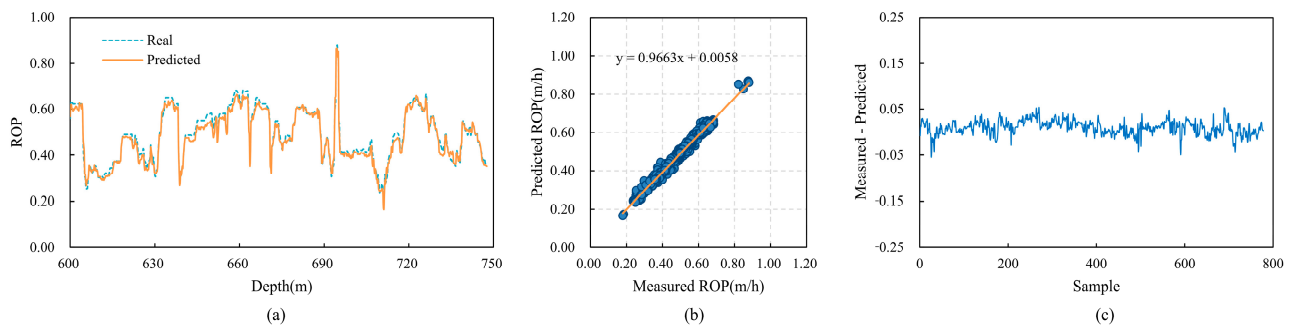 1.00
0.80
0.60
0.40
0.20
0.00
ROP
Real
Predicted
600 630 660 690 720 750
Depth(m)
(a)
1.20
1.00
0.80
0.60
0.40
0.20
0.00
Predicted ROP(m/h)
y = 0.9663x + 0.0058
0.00 0.20 0.40 0.60 0.80 1.00 1.20
Measured ROP(m/h)
(b)
0.25
0.15
0.05
-0.05
-0.15
-0.25
Measured - Predicted
0 200 400 600 800
Sample
(c)